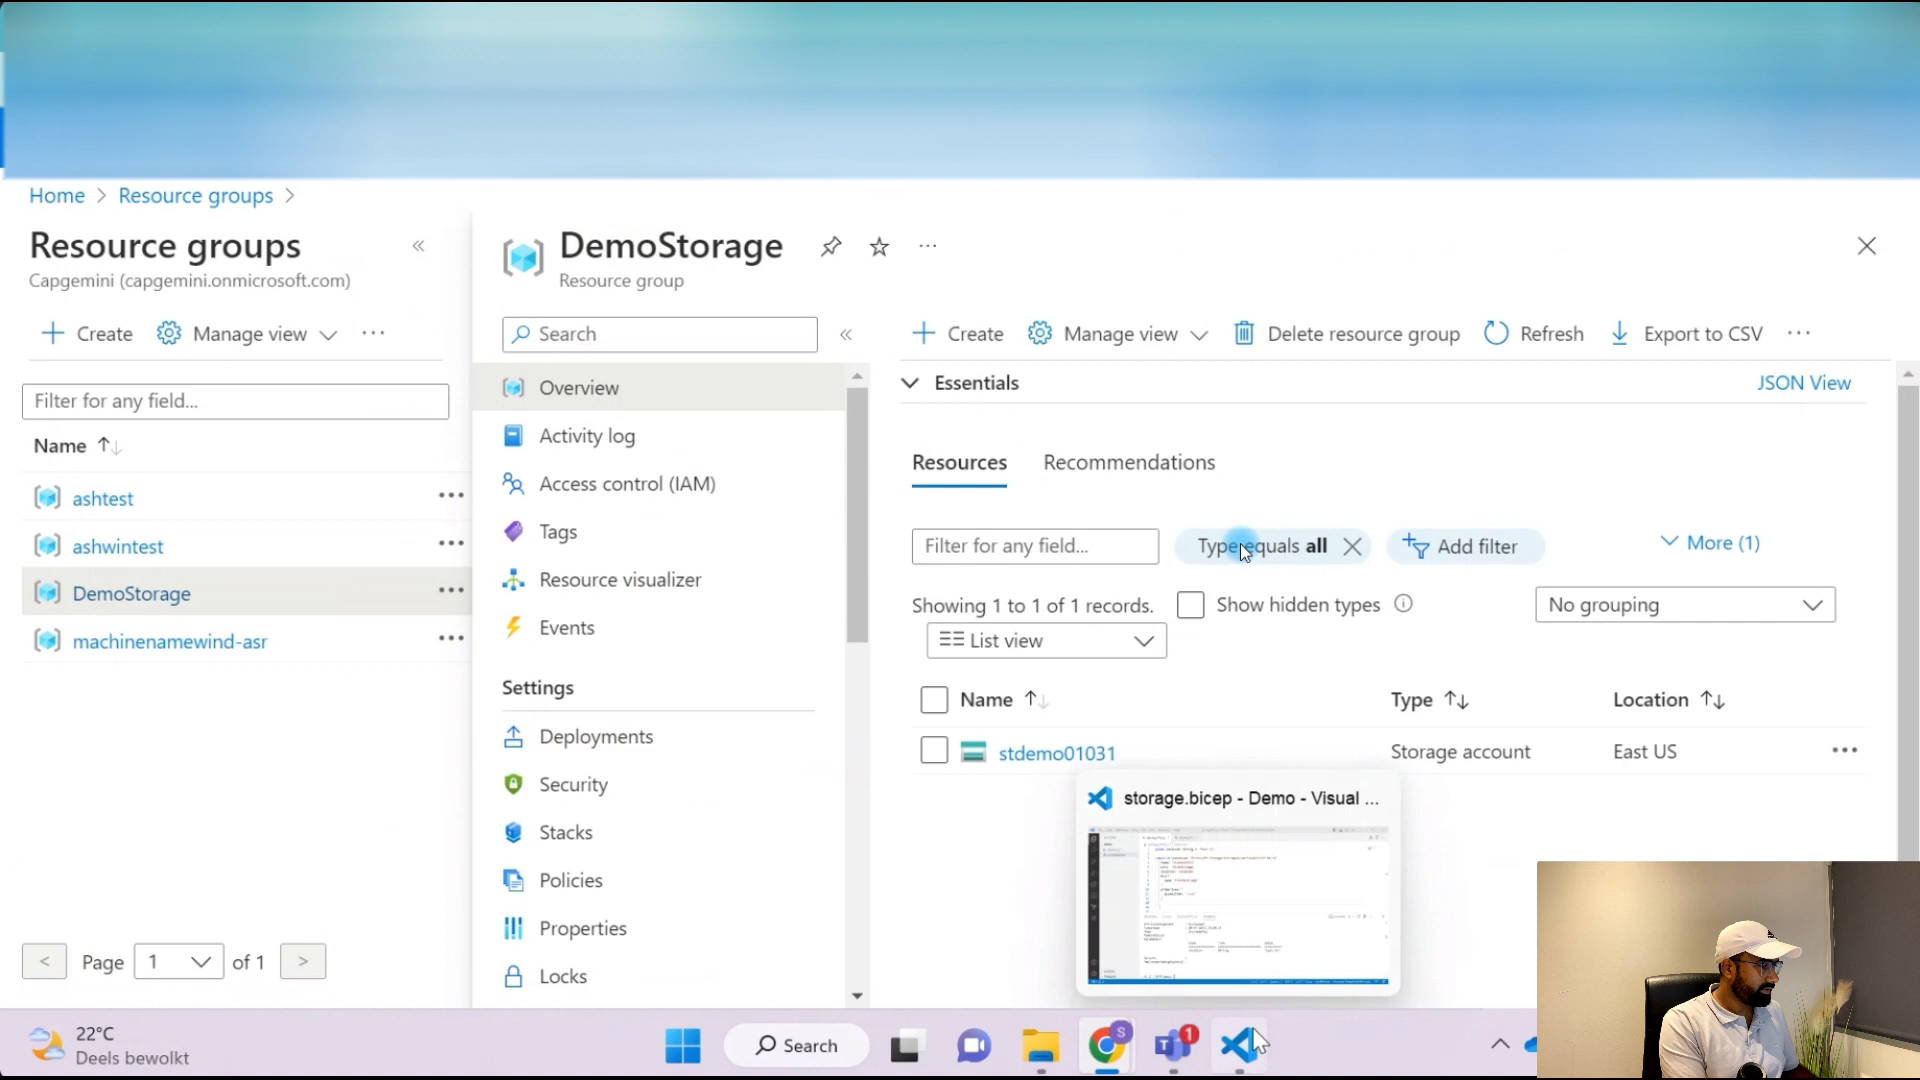 Home > Resource groups >
Resource groups
Capgemini (capgemini.onmicrosoft.com)
Create
Manage view
Filter for any field...
Name
ashtest
ashwintest
DemoStorage
machinenamewind-asr
Page 1 of 1
DemoStorage
Resource group
Search
Overview
Activity log
Access control (IAM)
Tags
Resource visualizer
Events
Settings
Deployments
Security
Stacks
Policies
Properties
Locks
Create
Manage view
Delete resource group
Refresh
Export to CSV
Essentials
JSON View
Resources
Recommendations
Filter for any field...
Type equals all
Add filter
More (1)
Showing 1 to 1 of 1 records.
Show hidden types
No grouping
List view
Name
Type
Location
stdemo01031
Storage account
East US
storage.bicep - Demo - Visual ...
22°C
Deels bewolkt
Search
S
1